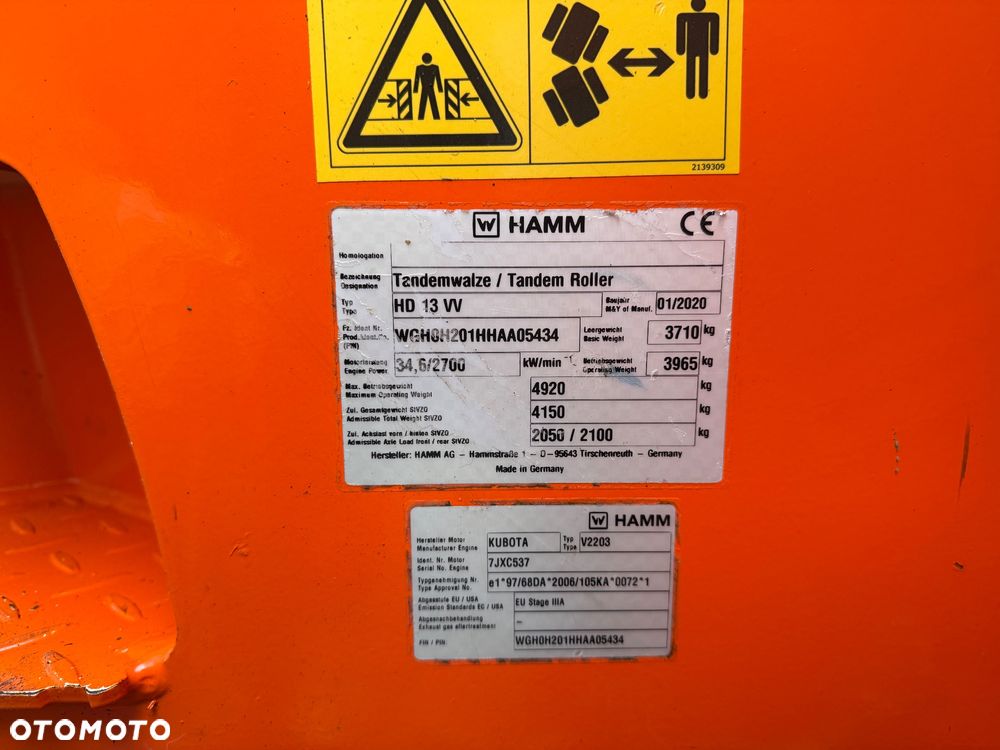 2139309
HAMM CE
Homologation
Bezeichnung
Designation
Tandemwalze / Tandem Roller
Typ
Type
HD 13 VV
Baujahr
M&Y of Manuf.
01/2020
Fz. Ident Nr.
Prod. Ident. No.
(PIN)
WGH0H201HHAA05434
Leergewicht
Basic Weight
3710 kg
Motorleistung
Engine Power
34,6/2700
kW/min⁻¹
Betriebsgewicht
Operating Weight
3965 kg
Max. Betriebsgewicht
Maximum Operating Weight
4920 kg
Zul. Gesamtgewicht StVZO
Admissible Total Weight StVZO
4150 kg
Zul. Achslast vorn / hinten StVZO
Admissible Axle Load front / rear StVZO
2050 / 2100 kg
Hersteller: HAMM AG – Hammstraße 1 – D–95643 Tirschenreuth – Germany
Made in Germany
HAMM
Hersteller Motor
Manufacturer Engine
KUBOTA
Typ
Type
V2203
Ident. Nr. Motor
Serial No. Engine
7JXC537
Typgenehmigung Nr.
Type Approval No.
e1*97/68DA*2006/105KA*0072*1
Abgasstufe EU / USA
Emission Standards EC / USA
EU Stage IIIA
Abgasnachbehandlung
Exhaust gas aftertreatment
–
FIN / PIN
WGH0H201HHAA05434
OTOMOTO